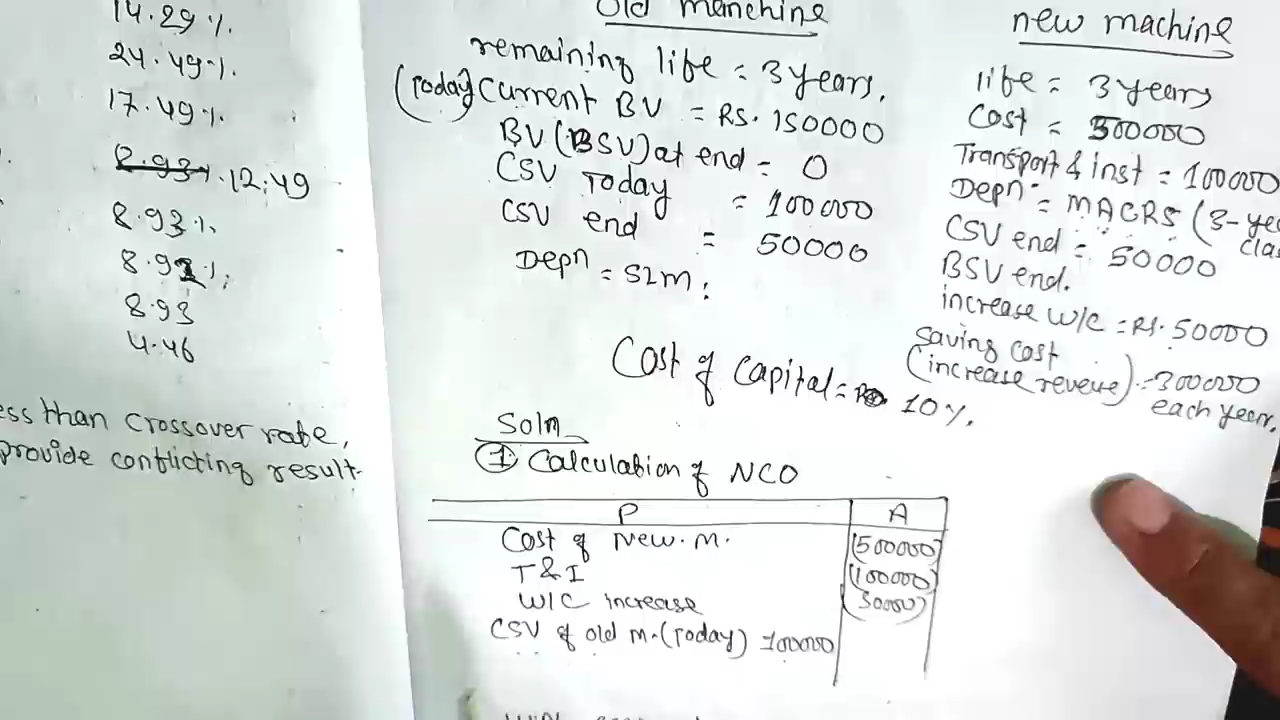 14.29%
24.49%
17.49%
8.93% 12.49
8.93%
8.92%
8.93
4.46
ess than crossover rate,
provide conflicting result.
old manchine
remaining life = 3 years.
(Today) Current BV = RS. 150000
BV (BSV) at end = 0
CSV Today = 100000
CSV end = 50000
Depn = SLM.
new machine
life = 3 years
Cost = 500000
Transport & inst = 100000
Depn = MACRS (3-ye
clas
CSV end = 50000
BSV end.
increase W/C = RS. 50000
saving cost
(increase reveue) = 300000
each year.
Cost of capital = 10%.
Soln
① Calculation of NCO
P A
Cost of New. M. (500000)
T & I (100000)
W/C increase (50000)
CSV of old M. (Today) 100000